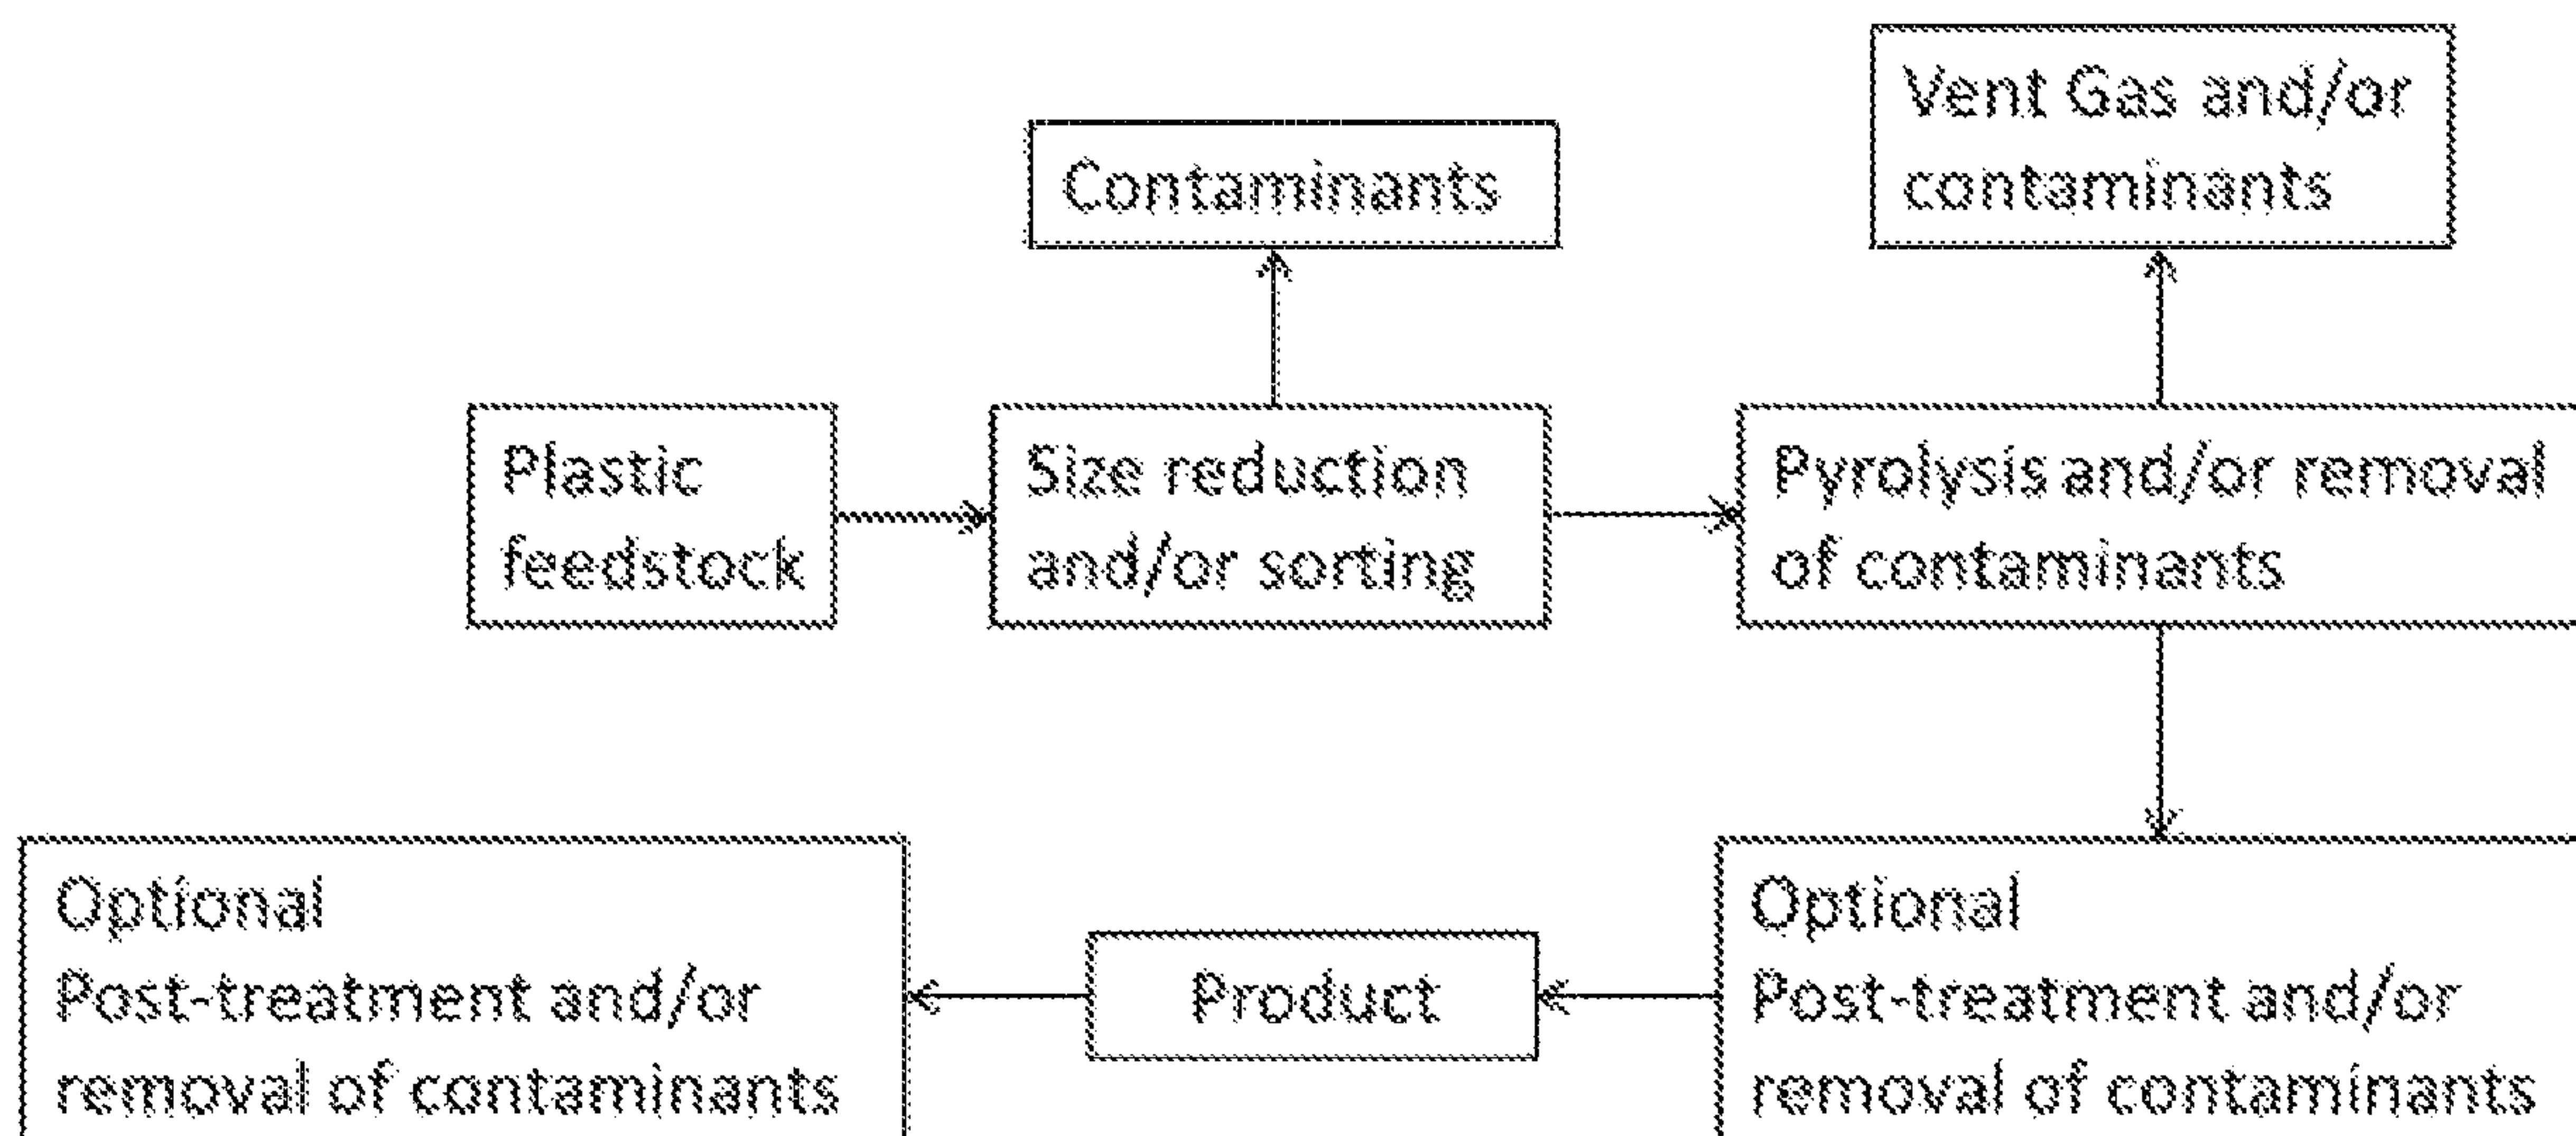 Vent Gas and/or
contaminants
Contaminants
Plastic
feedstock
Size reduction
and/or sorting
Pyrolysis and/or removal
of contaminants
Optional
Post-treatment and/or
removal of contaminants
Product
Optional
Post-treatment and/or
removal of contaminants